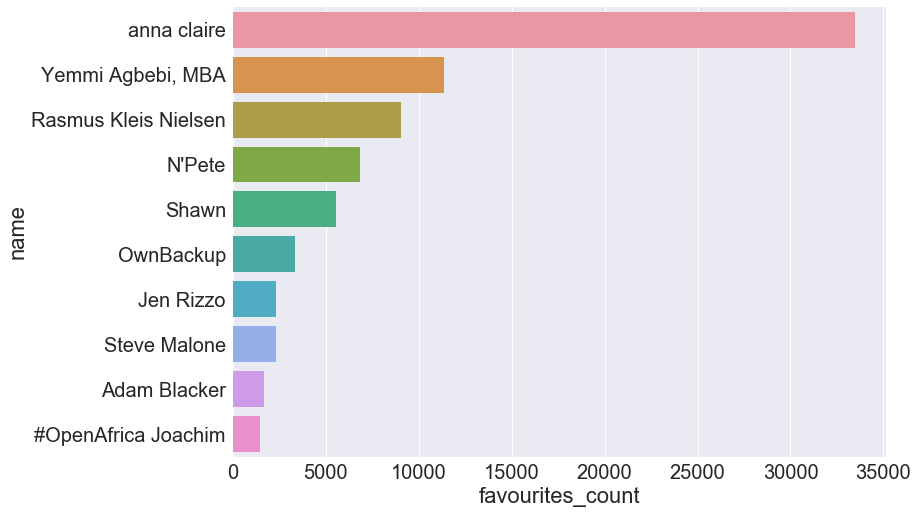 anna claire
Yemmi Agbebi, MBA
Rasmus Kleis Nielsen
N'Pete
Shawn
OwnBackup
Jen Rizzo
Steve Malone
Adam Blacker
#OpenAfrica Joachim
name
0 5000 10000 15000 20000 25000 30000 35000
favourites_count